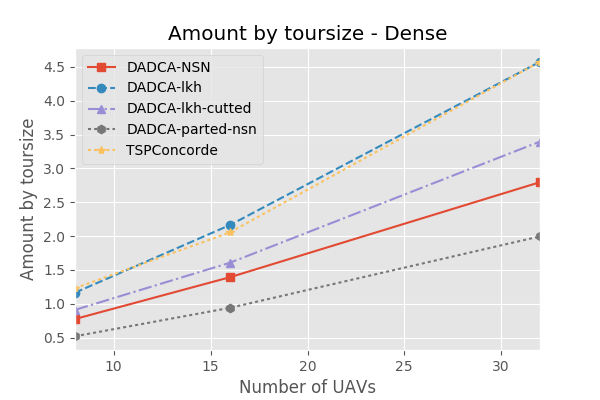 Amount by toursize - Dense
DADCA-NSN
DADCA-lkh
DADCA-lkh-cutted
DADCA-parted-nsn
TSPConcorde
Amount by toursize
4.5
4.0
3.5
3.0
2.5
2.0
1.5
1.0
0.5
10 15 20 25 30
Number of UAVs